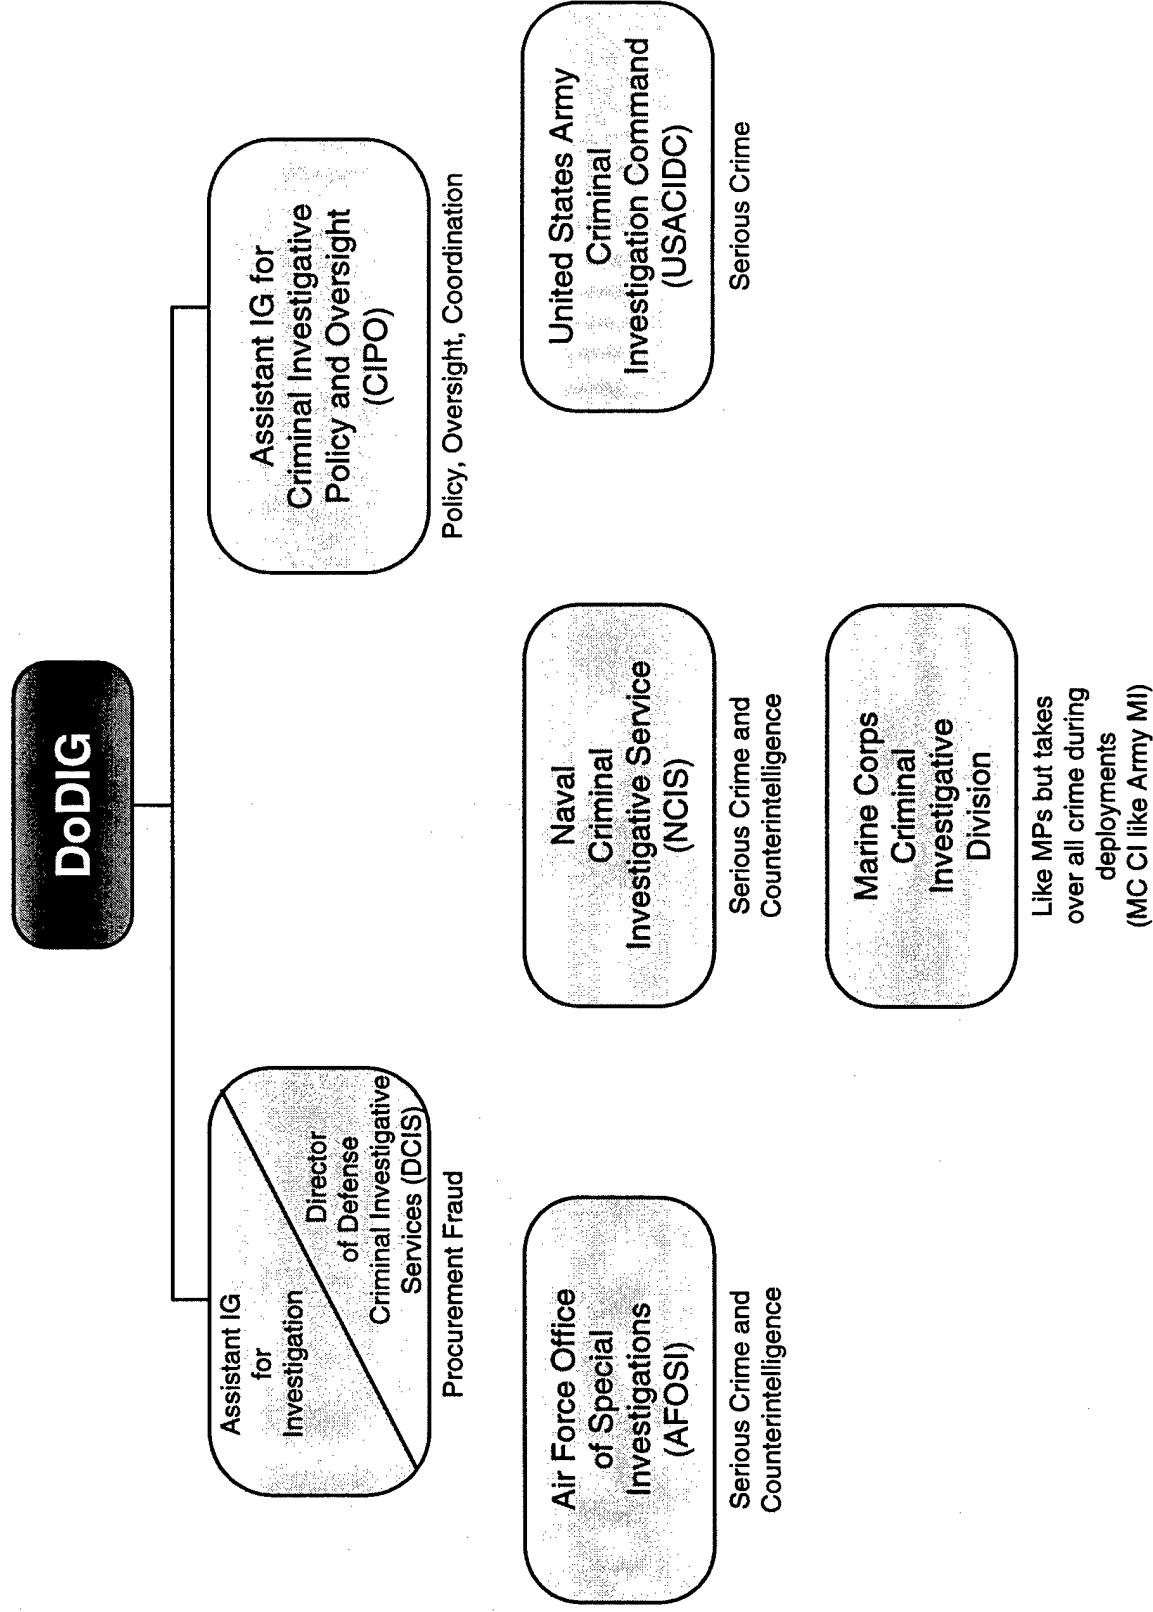 DoDIG
Assistant IG
for
Investigation
Director
of Defense
Criminal Investigative
Services (DCIS)
Procurement Fraud
Assistant IG for
Criminal Investigative
Policy and Oversight
(CIPO)
Policy, Oversight, Coordination
Air Force Office
of Special
Investigations
(AFOSI)
Serious Crime and
Counterintelligence
Naval
Criminal
Investigative Service
(NCIS)
Serious Crime and
Counterintelligence
United States Army
Criminal
Investigation Command
(USACIDC)
Serious Crime
Marine Corps
Criminal
Investigative
Division
Like MPs but takes
over all crime during
deployments
(MC CI like Army MI)